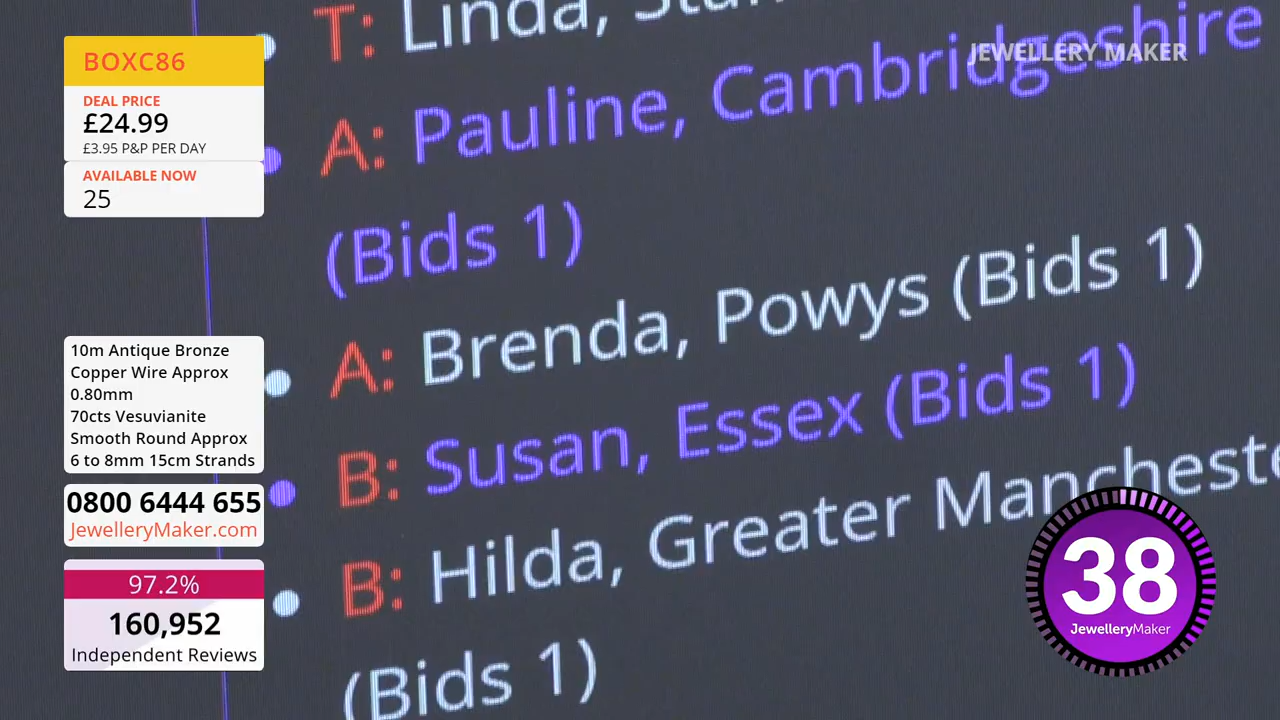 BOXC86
DEAL PRICE
£24.99
£3.95 P&P PER DAY
AVAILABLE NOW
25
10m Antique Bronze
Copper Wire Approx
0.80mm
70cts Vesuvianite
Smooth Round Approx
6 to 8mm 15cm Strands
0800 6444 655
JewelleryMaker.com
97.2%
160,952
Independent Reviews
T: Linda,
A: Pauline, Cambridgeshire
(Bids 1)
A: Brenda, Powys (Bids 1)
B: Susan, Essex (Bids 1)
B: Hilda, Greater Mancheste
(Bids 1)
JEWELLERY MAKER
38
JewelleryMaker